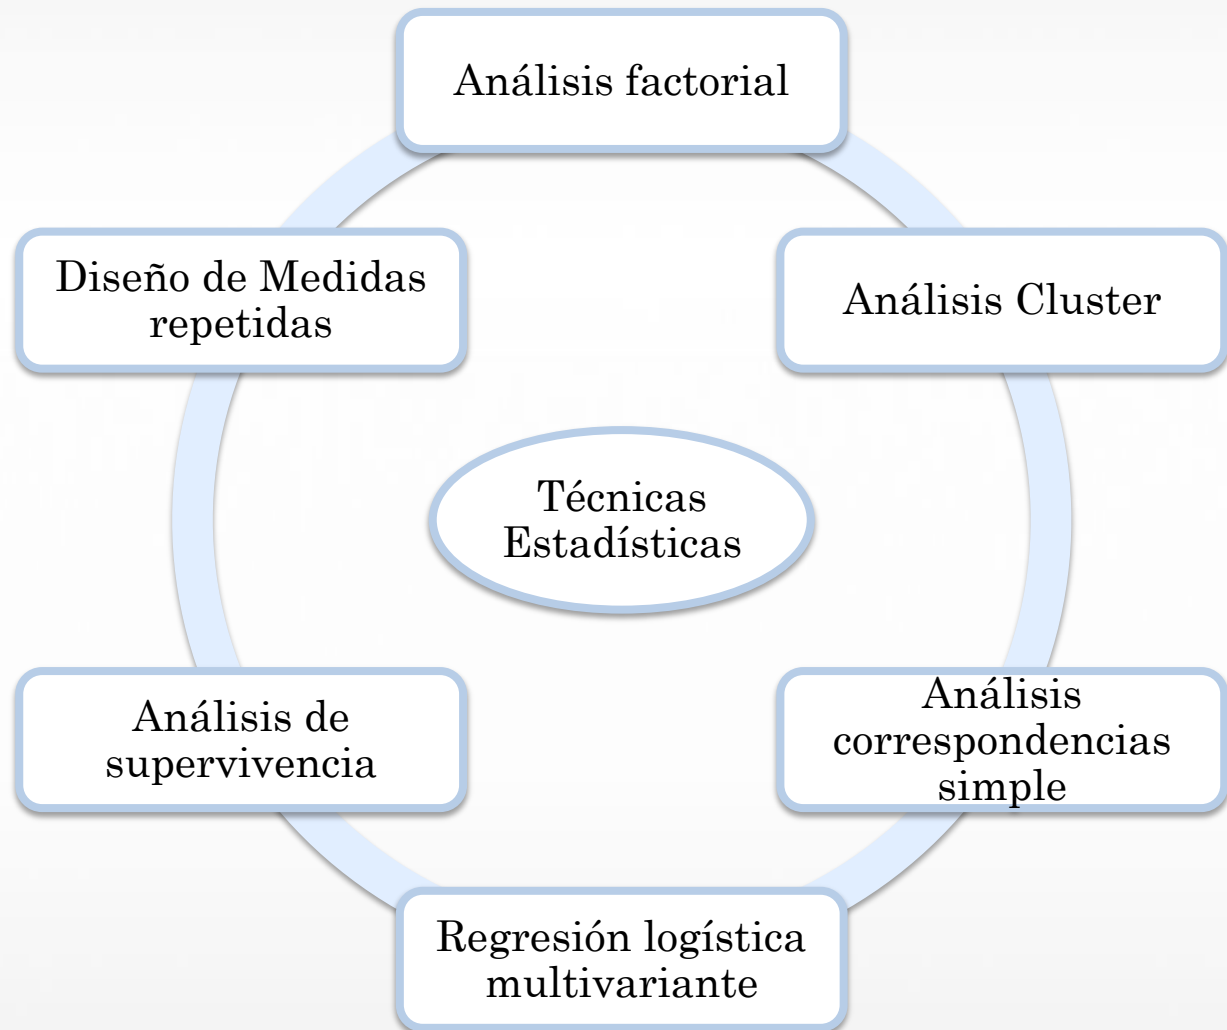 Análisis factorial
Diseño de Medidas
repetidas
Análisis Cluster
Técnicas
Estadísticas
Análisis de
supervivencia
Análisis
correspondencias
simple
Regresión logística
multivariante